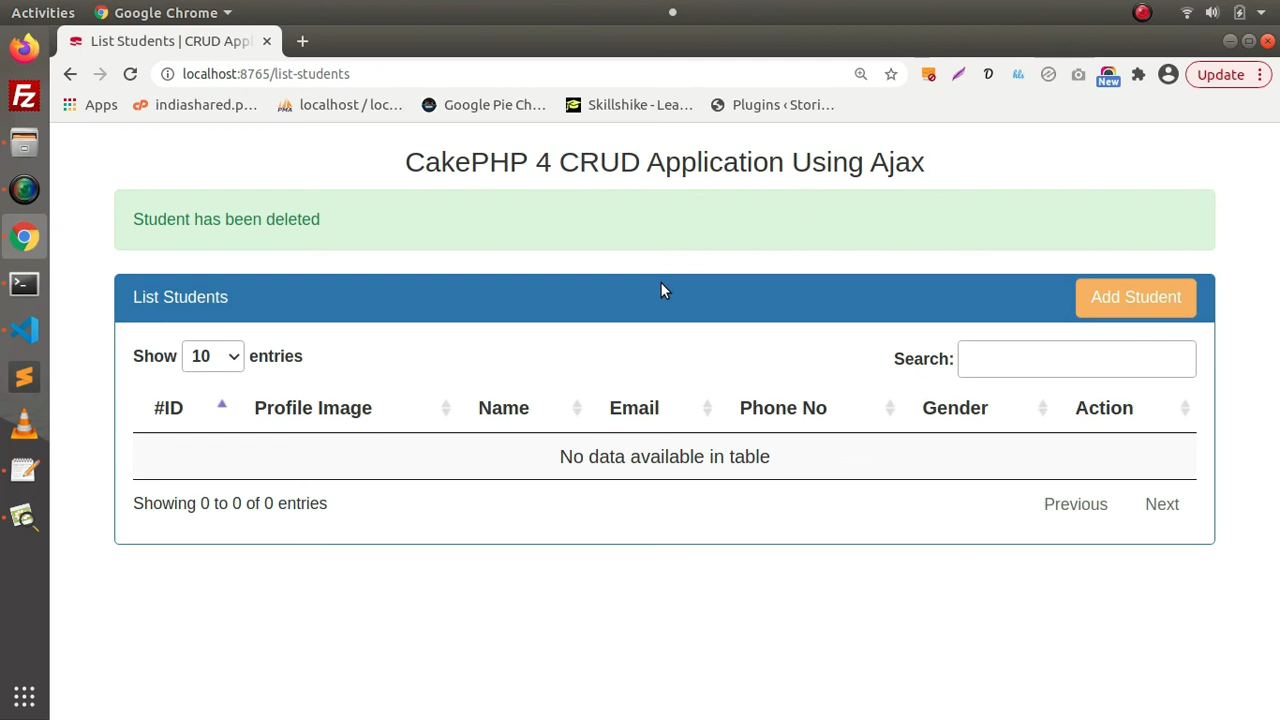 Activities Google Chrome
List Students | CRUD Appl
localhost:8765/list-students
Update
New
Apps indiashared.p... localhost / loc... Google Pie Ch... Skillshike - Lea... Plugins ‹ Stori...
CakePHP 4 CRUD Application Using Ajax
Student has been deleted
List Students Add Student
Show 10 entries Search:
#ID Profile Image Name Email Phone No Gender Action
No data available in table
Showing 0 to 0 of 0 entries Previous Next